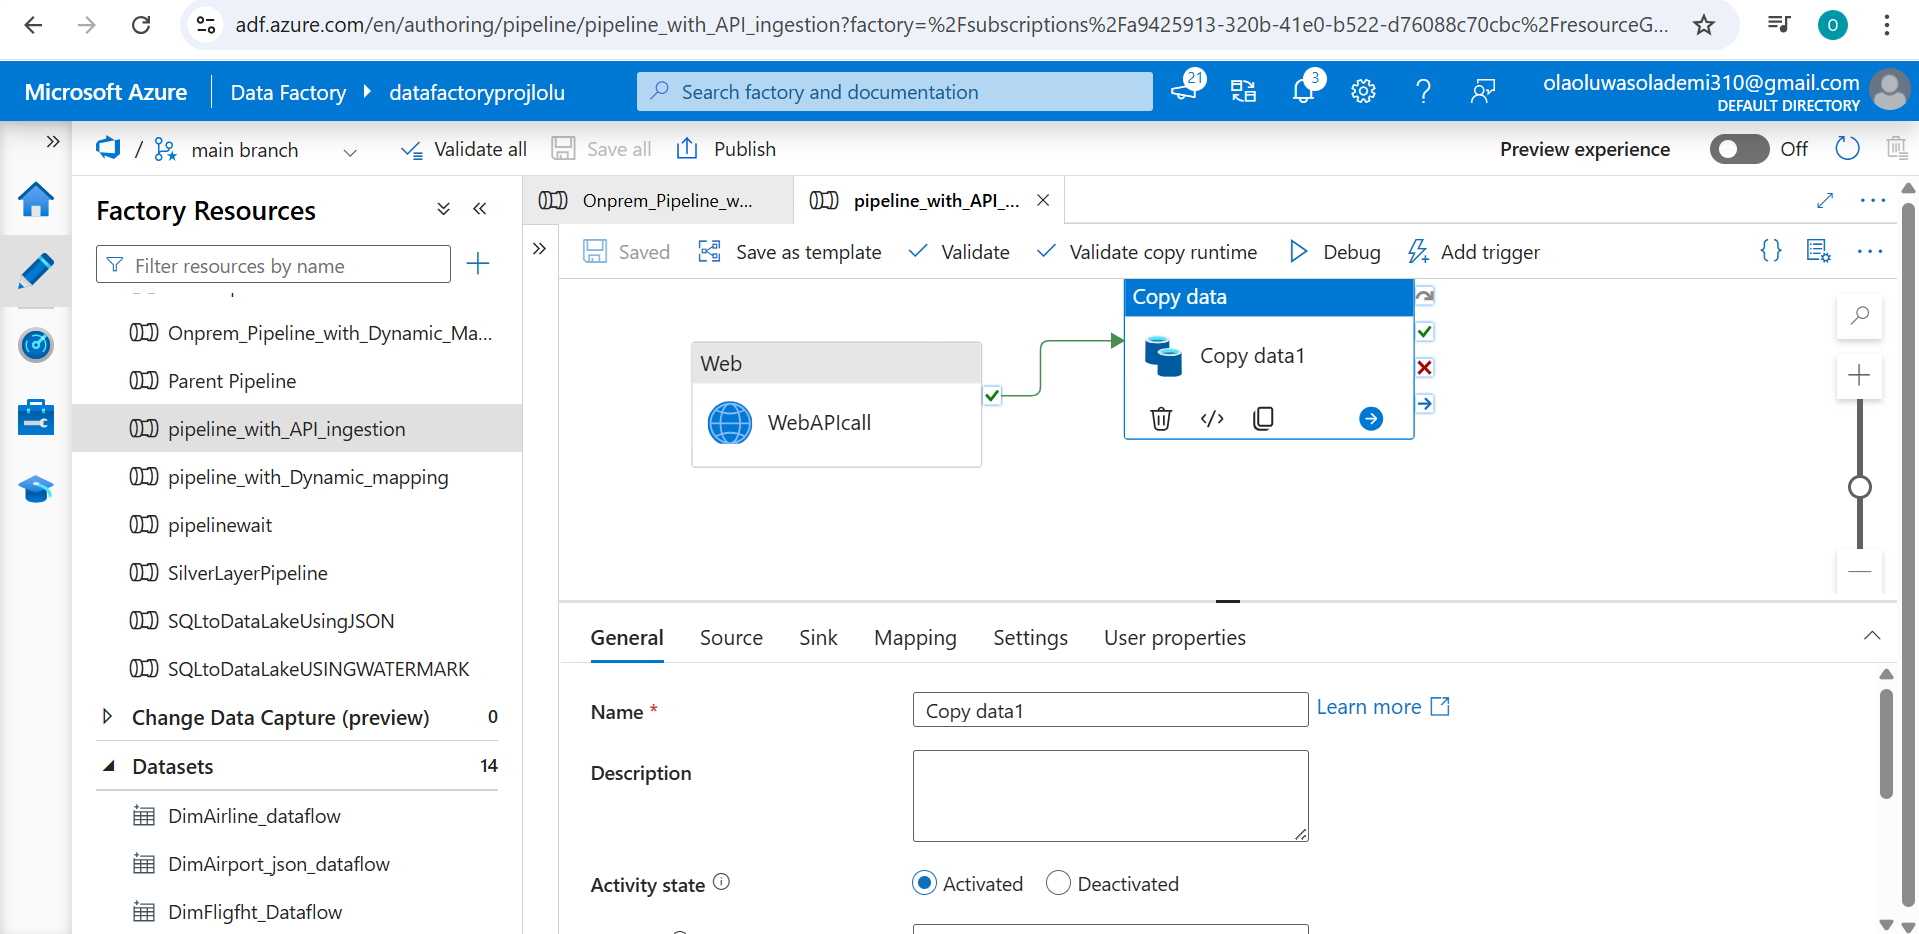 adf.azure.com/en/authoring/pipeline/pipeline_with_API_ingestion?factory=%2Fsubscriptions%2Fa9425913-320b-41e0-b522-d76088c70cbc%2FresourceG...
O
Microsoft Azure
Data Factory
datafactoryprojlolu
Search factory and documentation
21
3
olaoluwasolademi310@gmail.com
DEFAULT DIRECTORY
/
main branch
Validate all
Save all
Publish
Preview experience
Off
Factory Resources
Filter resources by name
Onprem_Pipeline_with_Dynamic_Ma...
Parent Pipeline
pipeline_with_API_ingestion
pipeline_with_Dynamic_mapping
pipelinewait
SilverLayerPipeline
SQLtoDataLakeUsingJSON
SQLtoDataLakeUSINGWATERMARK
Change Data Capture (preview) 0
Datasets 14
DimAirline_dataflow
DimAirport_json_dataflow
DimFligfht_Dataflow
Onprem_Pipeline_w...
pipeline_with_API_...
Saved
Save as template
Validate
Validate copy runtime
Debug
Add trigger
Web
WebAPIcall
Copy data
Copy data1
General
Source
Sink
Mapping
Settings
User properties
Name *
Copy data1
Learn more
Description
Activity state
Activated
Deactivated